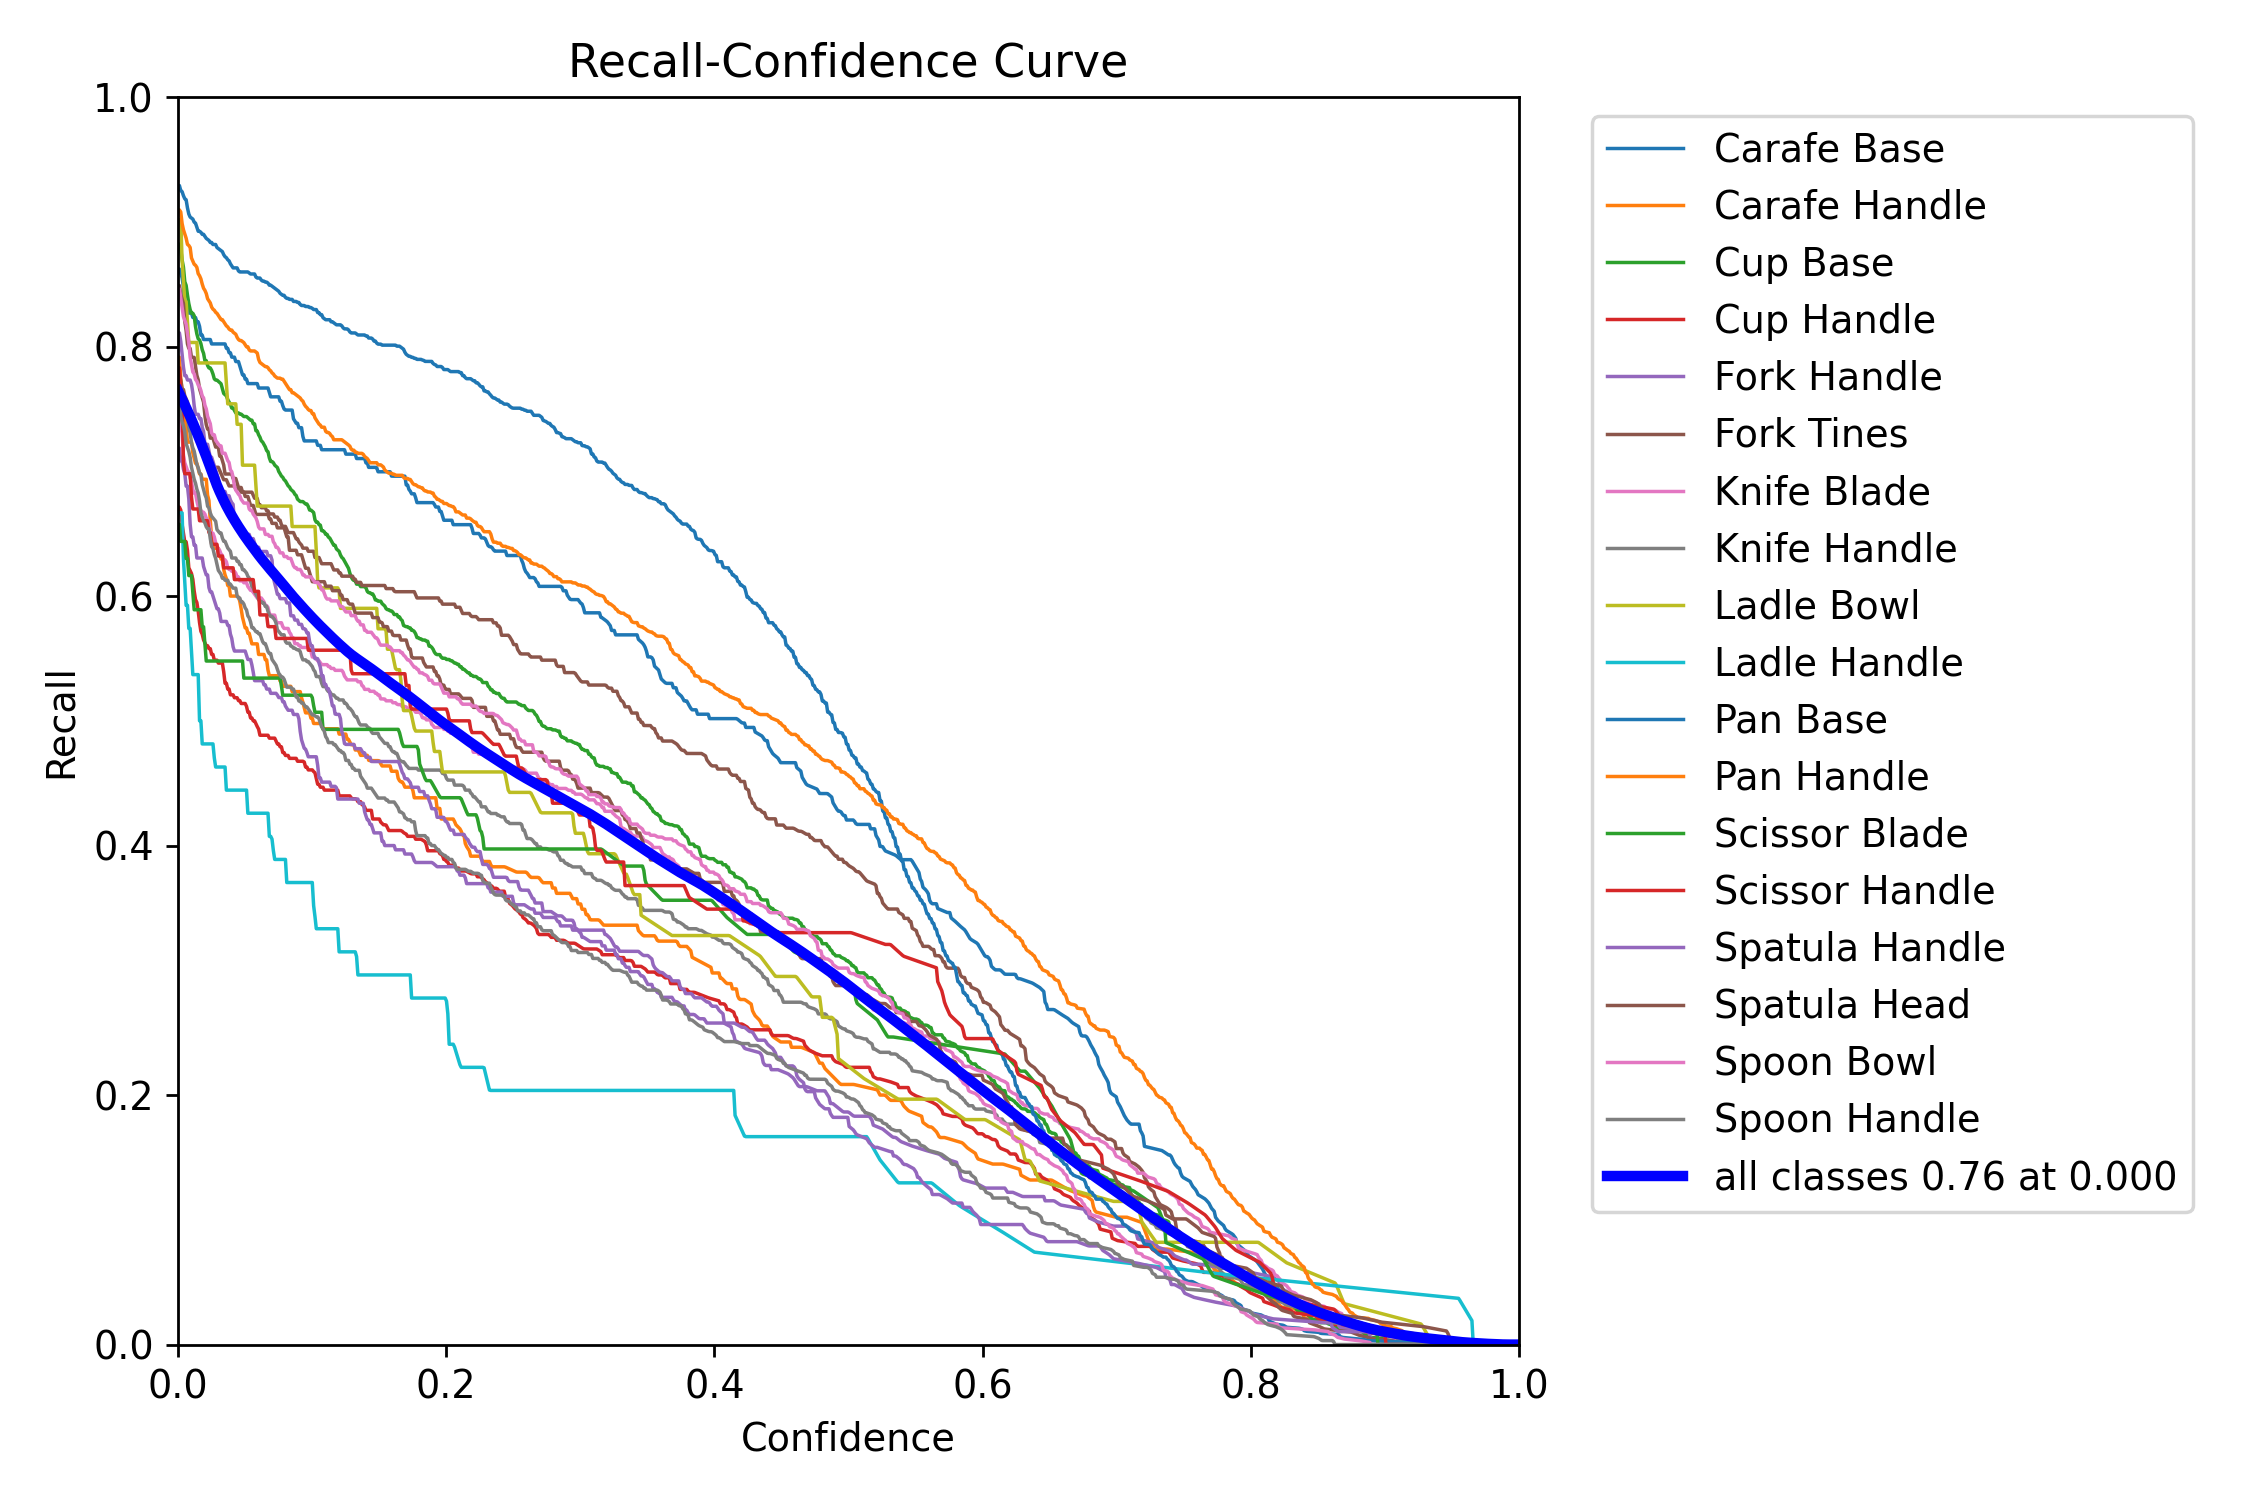 Recall-Confidence Curve
1.0
0.8
0.6
0.4
0.2
0.0
Recall
0.0 0.2 0.4 0.6 0.8 1.0
Confidence
Carafe Base
Carafe Handle
Cup Base
Cup Handle
Fork Handle
Fork Tines
Knife Blade
Knife Handle
Ladle Bowl
Ladle Handle
Pan Base
Pan Handle
Scissor Blade
Scissor Handle
Spatula Handle
Spatula Head
Spoon Bowl
Spoon Handle
all classes 0.76 at 0.000